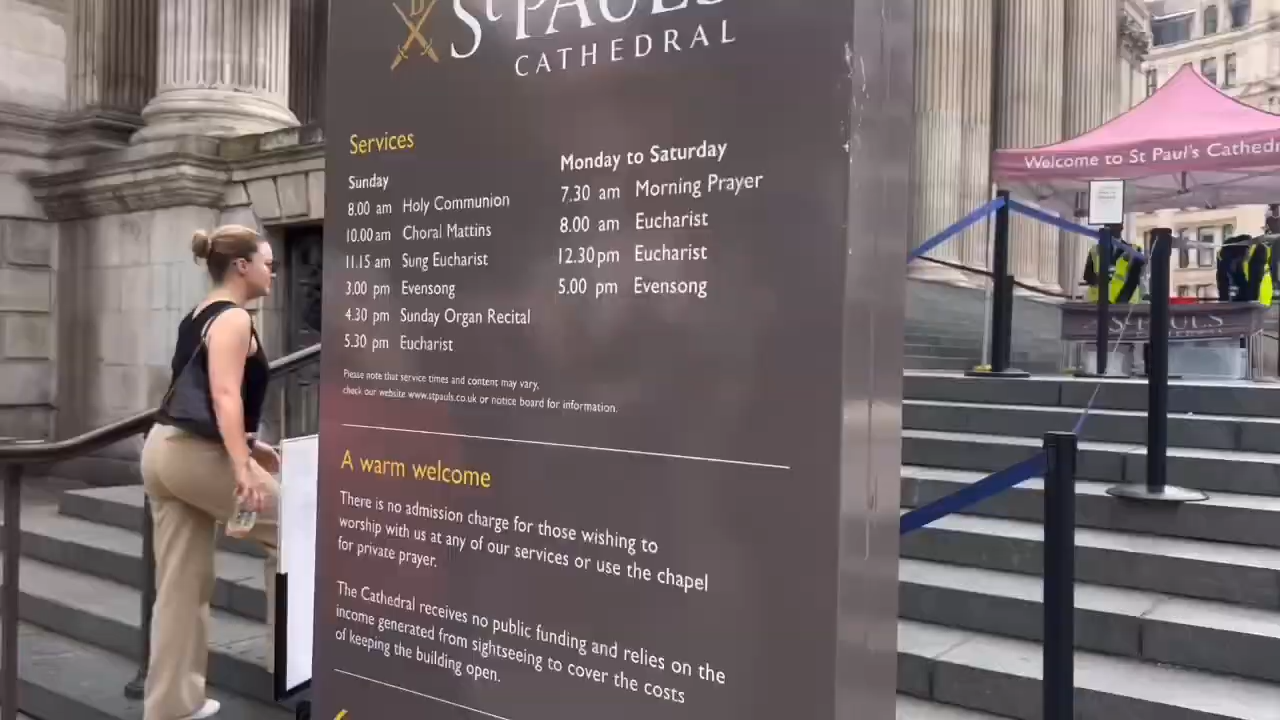 St PAUL'S
CATHEDRAL
Services
Sunday
8.00 am Holy Communion
10.00 am Choral Mattins
11.15 am Sung Eucharist
3.00 pm Evensong
4.30 pm Sunday Organ Recital
5.30 pm Eucharist
Monday to Saturday
7.30 am Morning Prayer
8.00 am Eucharist
12.30 pm Eucharist
5.00 pm Evensong
Please note that service times and content may vary,
check our website www.stpauls.co.uk or notice board for information.
A warm welcome
There is no admission charge for those wishing to
worship with us at any of our services or use the chapel
for private prayer.
The Cathedral receives no public funding and relies on the
income generated from sightseeing to cover the costs
of keeping the building open.
Welcome to St Paul's Cathedr
St PAULS